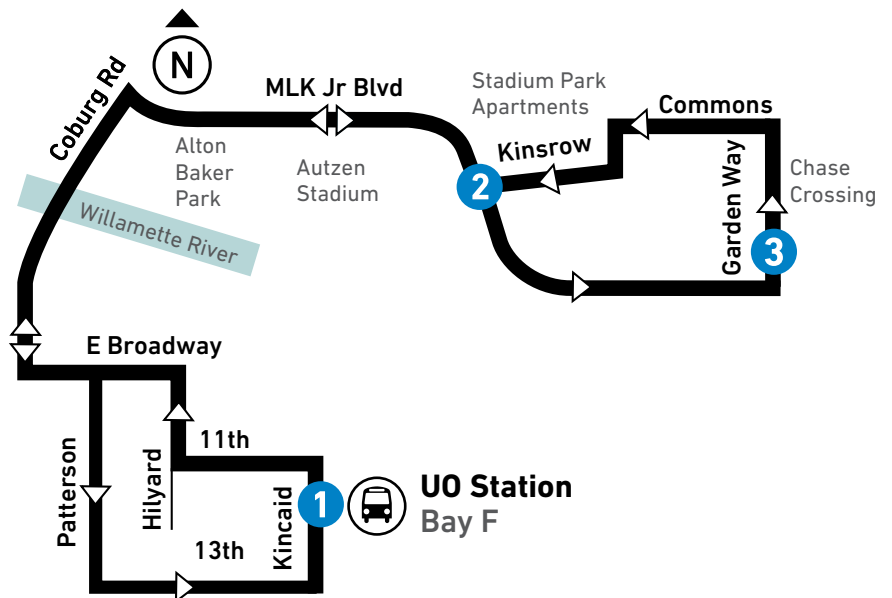 N
Coburg Rd
MLK Jr Blvd
Stadium Park
Apartments
Commons
Kinsrow
Alton
Baker
Park
Autzen
Stadium
2
Garden Way
Chase
Crossing
3
Willamette River
E Broadway
11th
Patterson
Hilyard
Kincaid
1
UO Station
Bay F
13th